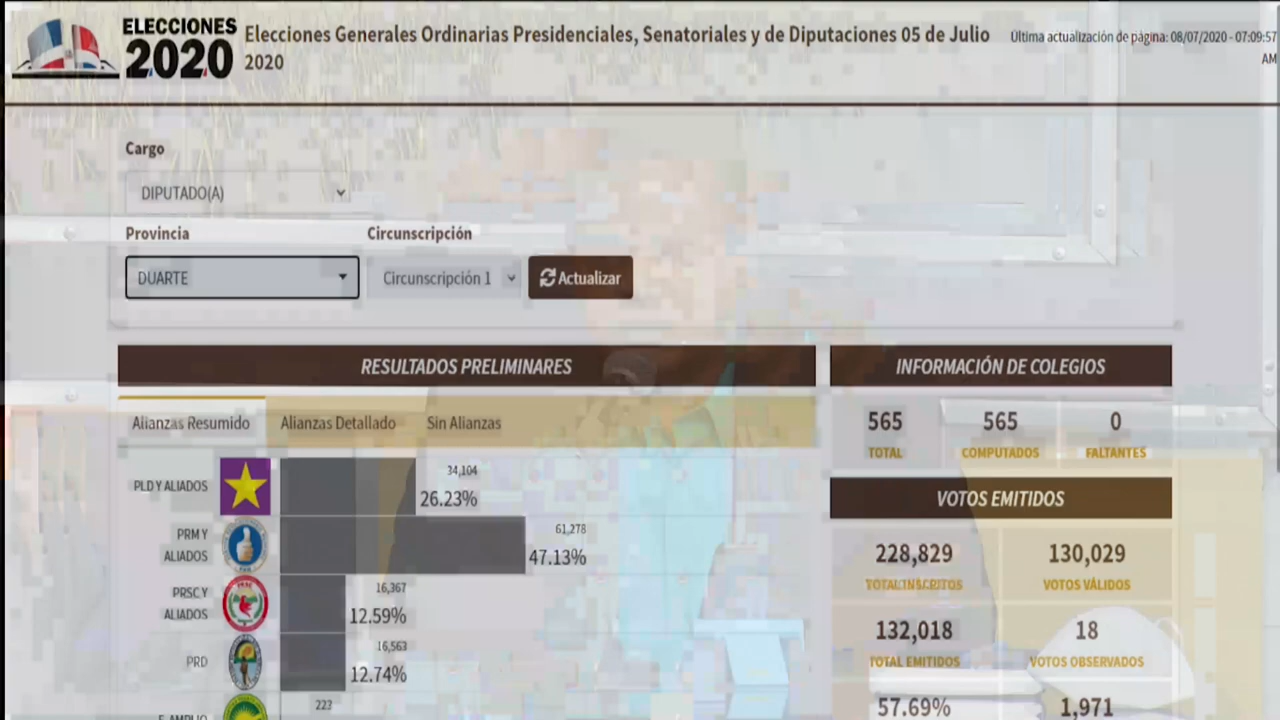 ELECCIONES
2020
Elecciones Generales Ordinarias Presidenciales, Senatoriales y de Diputaciones 05 de Julio
2020
Última actualización de página: 08/07/2020 - 07:09:57
AM
Cargo
DIPUTADO(A)
Provincia
Circunscripción
DUARTE
Circunscripción 1
Actualizar
RESULTADOS PRELIMINARES
Alianzas Resumido
Alianzas Detallado
Sin Alianzas
PLD Y ALIADOS
34,104
26.23%
PRM Y
ALIADOS
61,278
47.13%
PRSC Y
ALIADOS
16,367
12.59%
PRD
16,563
12.74%
F. AMPLIO
223
INFORMACIÓN DE COLEGIOS
565
565
0
TOTAL
COMPUTADOS
FALTANTES
VOTOS EMITIDOS
228,829
130,029
TOTAL INSCRITOS
VOTOS VÁLIDOS
132,018
18
TOTAL EMITIDOS
VOTOS OBSERVADOS
57.69%
1,971